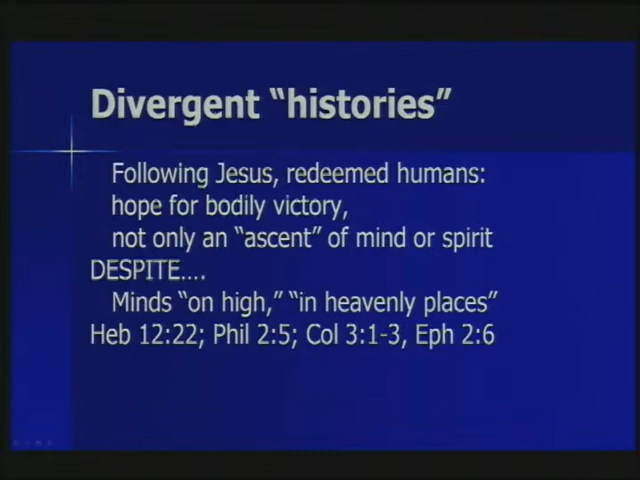 Divergent “histories”
Following Jesus, redeemed humans:
hope for bodily victory,
not only an “ascent” of mind or spirit
DESPITE….
Minds “on high,” “in heavenly places”
Heb 12:22; Phil 2:5; Col 3:1-3, Eph 2:6